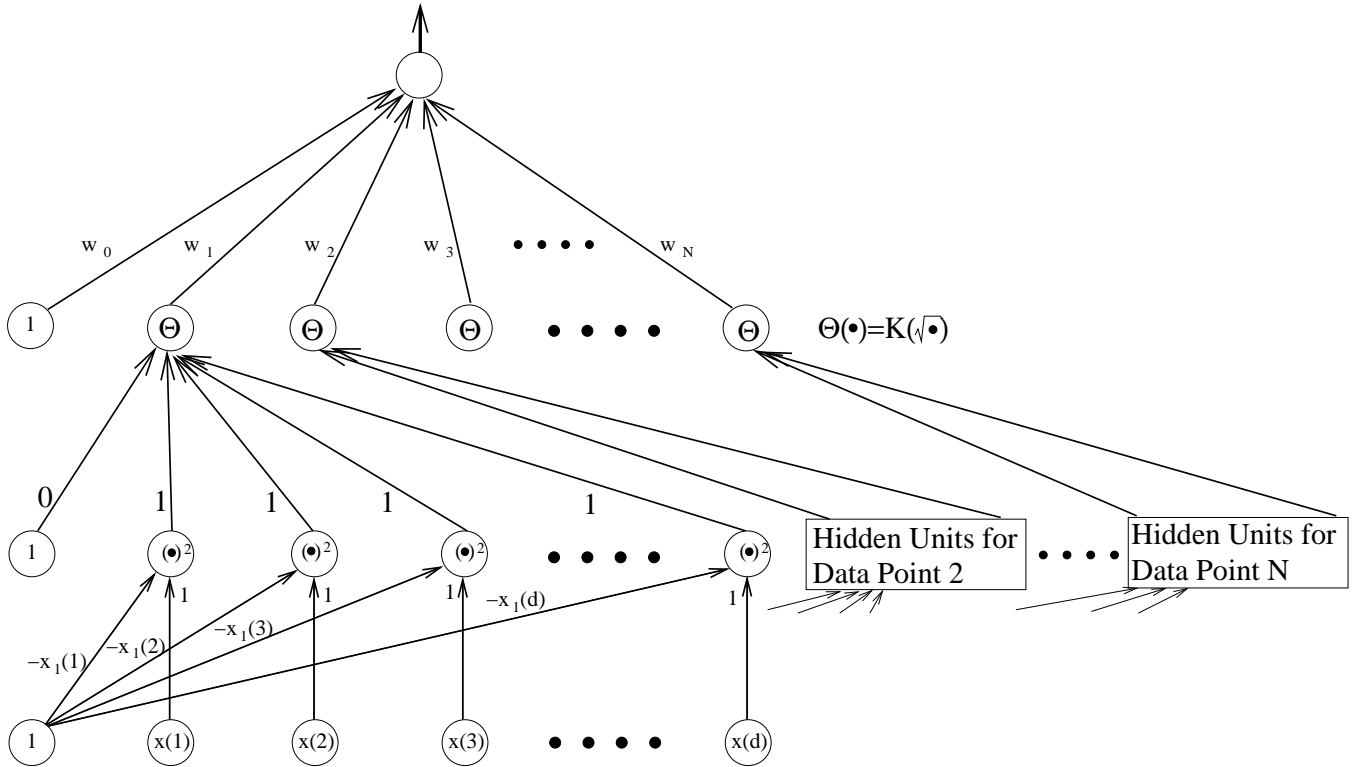 w 0 w 1 w 2 w 3 w N
1 Θ Θ Θ Θ Θ(•)=K(√•)
0 1 1 1 1
1 (•)² (•)² (•)² (•)² Hidden Units for
Data Point 2
Hidden Units for
Data Point N
1 1 1 1
−x 1(1) −x 1(2) −x 1(3) −x 1(d)
1 x(1) x(2) x(3) x(d)